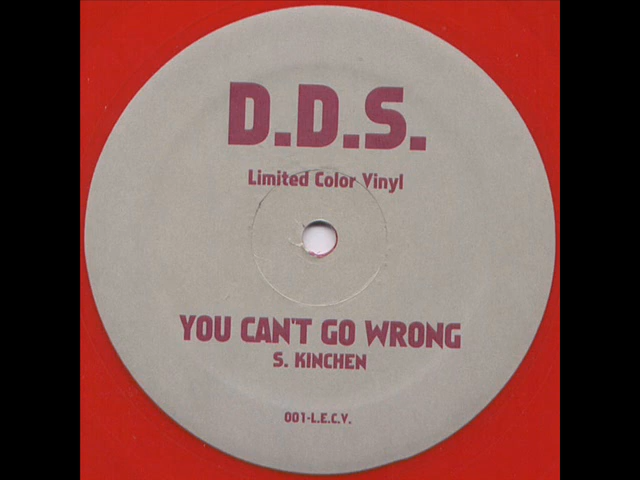 D.D.S.
Limited Color Vinyl
YOU CAN'T GO WRONG
S. KINCHEN
001-L.E.C.V.